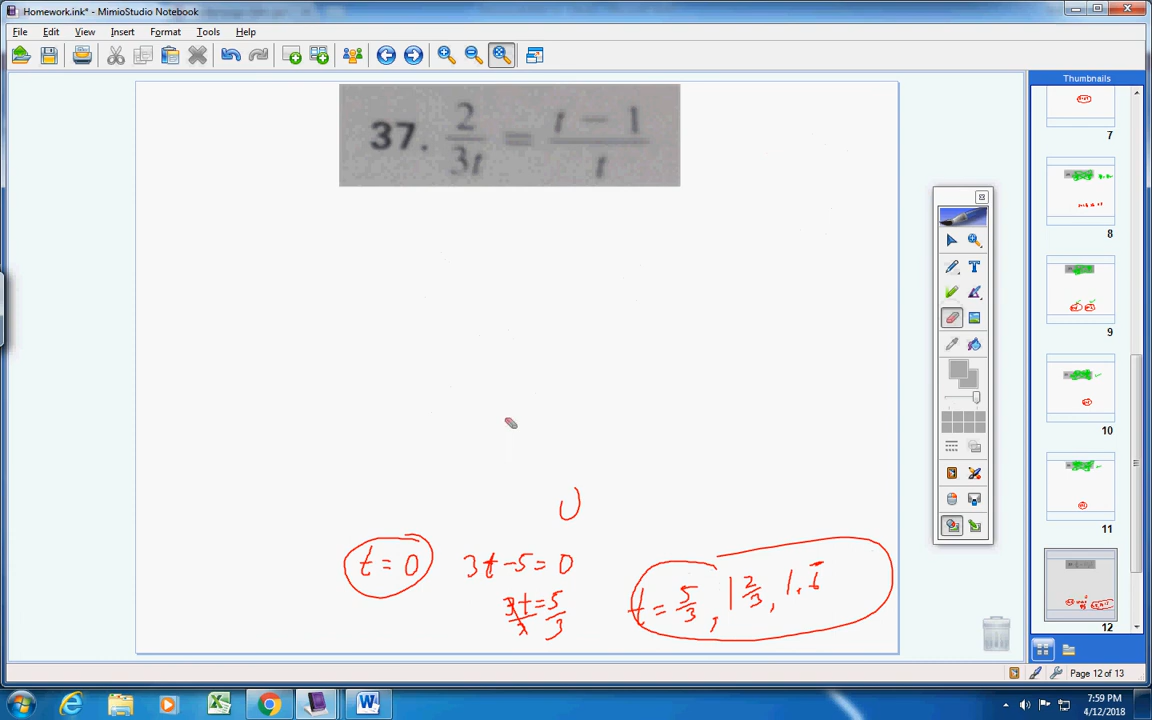 Homework.ink* - MimioStudio Notebook
File Edit View Insert Format Tools Help
Thumbnails
37. 2/3t = t − 1/t
7
8
9
10
11
12
0
t = 0 3t - 5 = 0
3t/3 = 5/3
t = 5/3, 1 2/3, 1.6̅
Page 12 of 13
7:59 PM
4/12/2018